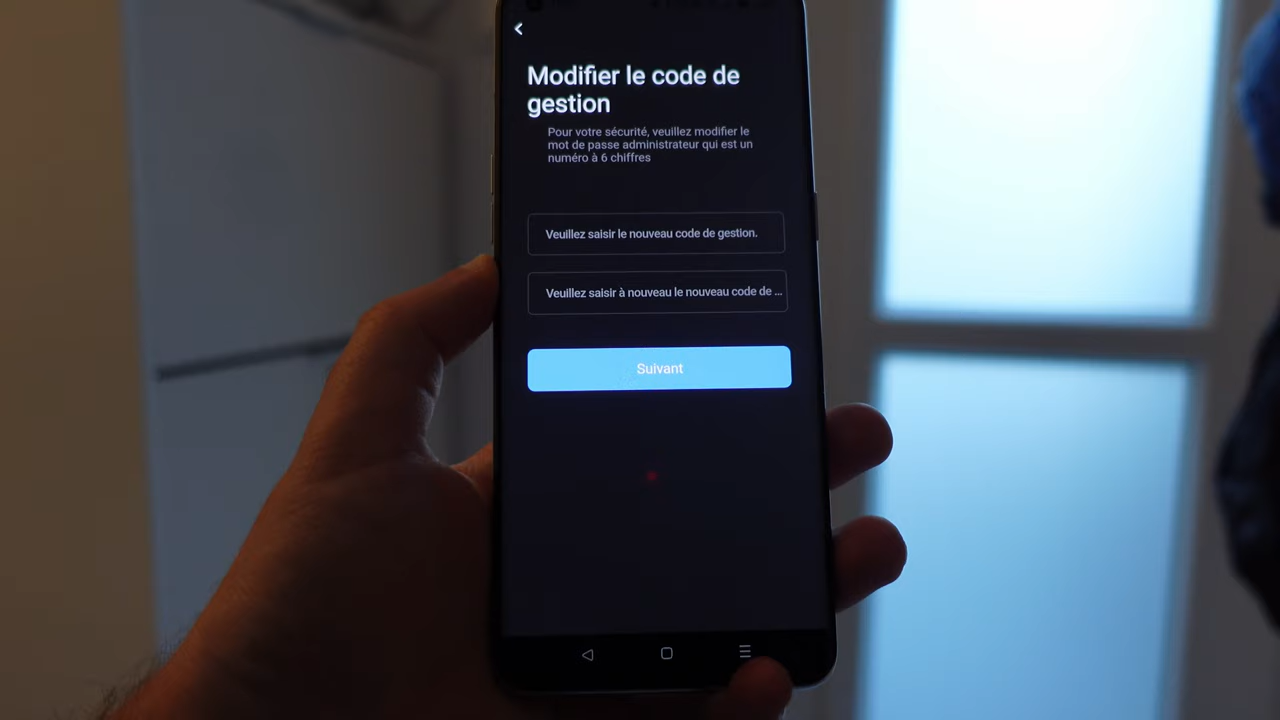 Modifier le code de
gestion
Pour votre sécurité, veuillez modifier le
mot de passe administrateur qui est un
numéro à 6 chiffres
Veuillez saisir le nouveau code de gestion.
Veuillez saisir à nouveau le nouveau code de ...
Suivant